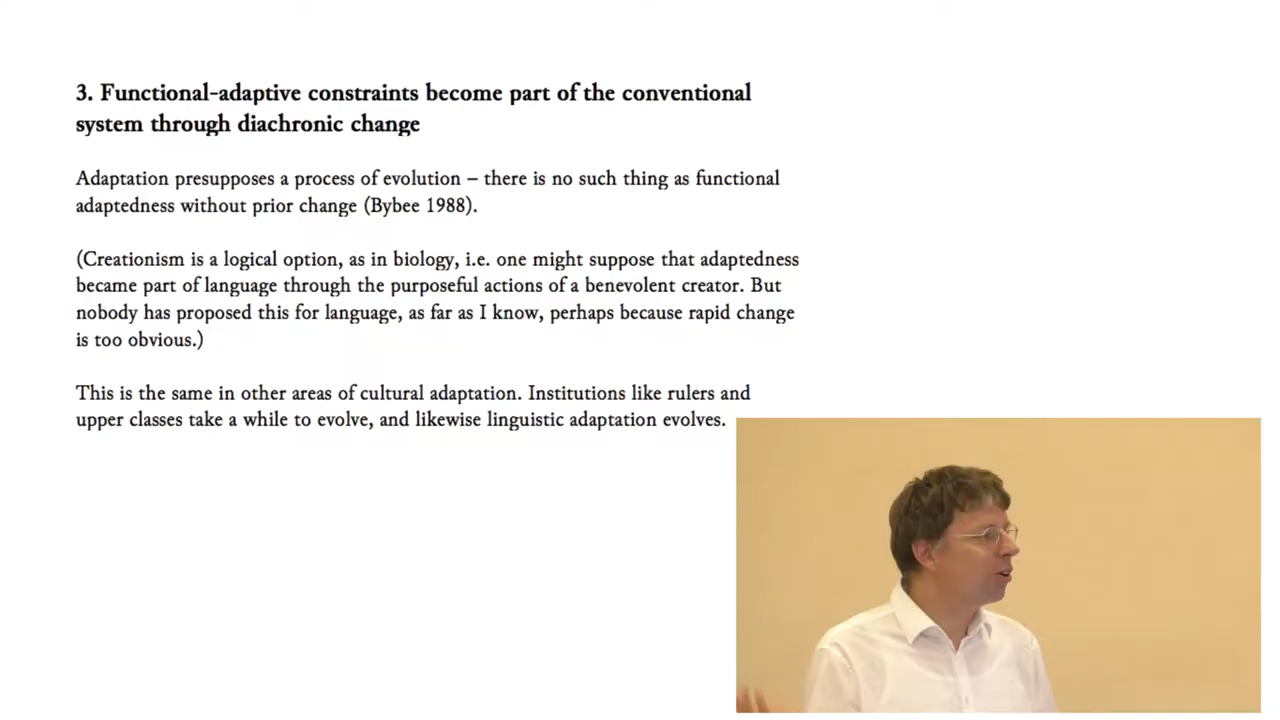 3. Functional-adaptive constraints become part of the conventional
system through diachronic change
Adaptation presupposes a process of evolution – there is no such thing as functional
adaptedness without prior change (Bybee 1988).
(Creationism is a logical option, as in biology, i.e. one might suppose that adaptedness
became part of language through the purposeful actions of a benevolent creator. But
nobody has proposed this for language, as far as I know, perhaps because rapid change
is too obvious.)
This is the same in other areas of cultural adaptation. Institutions like rulers and
upper classes take a while to evolve, and likewise linguistic adaptation evolves.